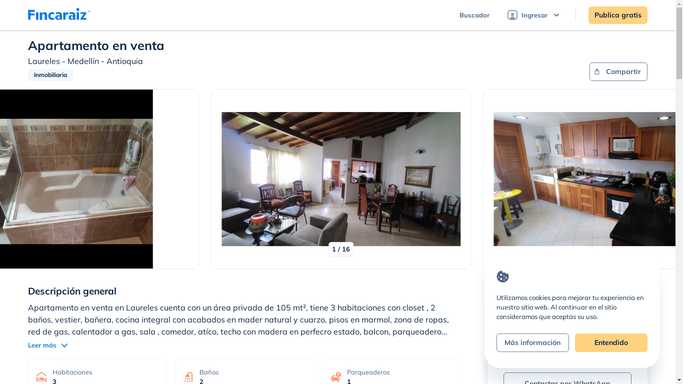 Fincaraiz
Buscador
Ingresar
Publica gratis
Apartamento en venta
Laureles - Medellín - Antioquia
Inmobiliaria
Compartir
1 / 16
Descripción general
Apartamento en venta en Laureles cuenta con un área privada de 105 mt², tiene 3 habitaciones con closet , 2
baños, vestier, bañera, cocina integral con acabados en mader natural y cuarzo, pisos en marmol, zona de ropas,
red de gas, calentador a gas, sala , comedor, atico, techo con madera en perfecro estado, balcon, parqueadero...
Leer más
Habitaciones
3
Baños
2
Parqueaderos
1
Utilizamos cookies para mejorar tu experiencia en
nuestro sitio web. Al continuar en el sitio
consideramos que aceptas su uso.
Más información
Entendido
Contactar por WhatsApp